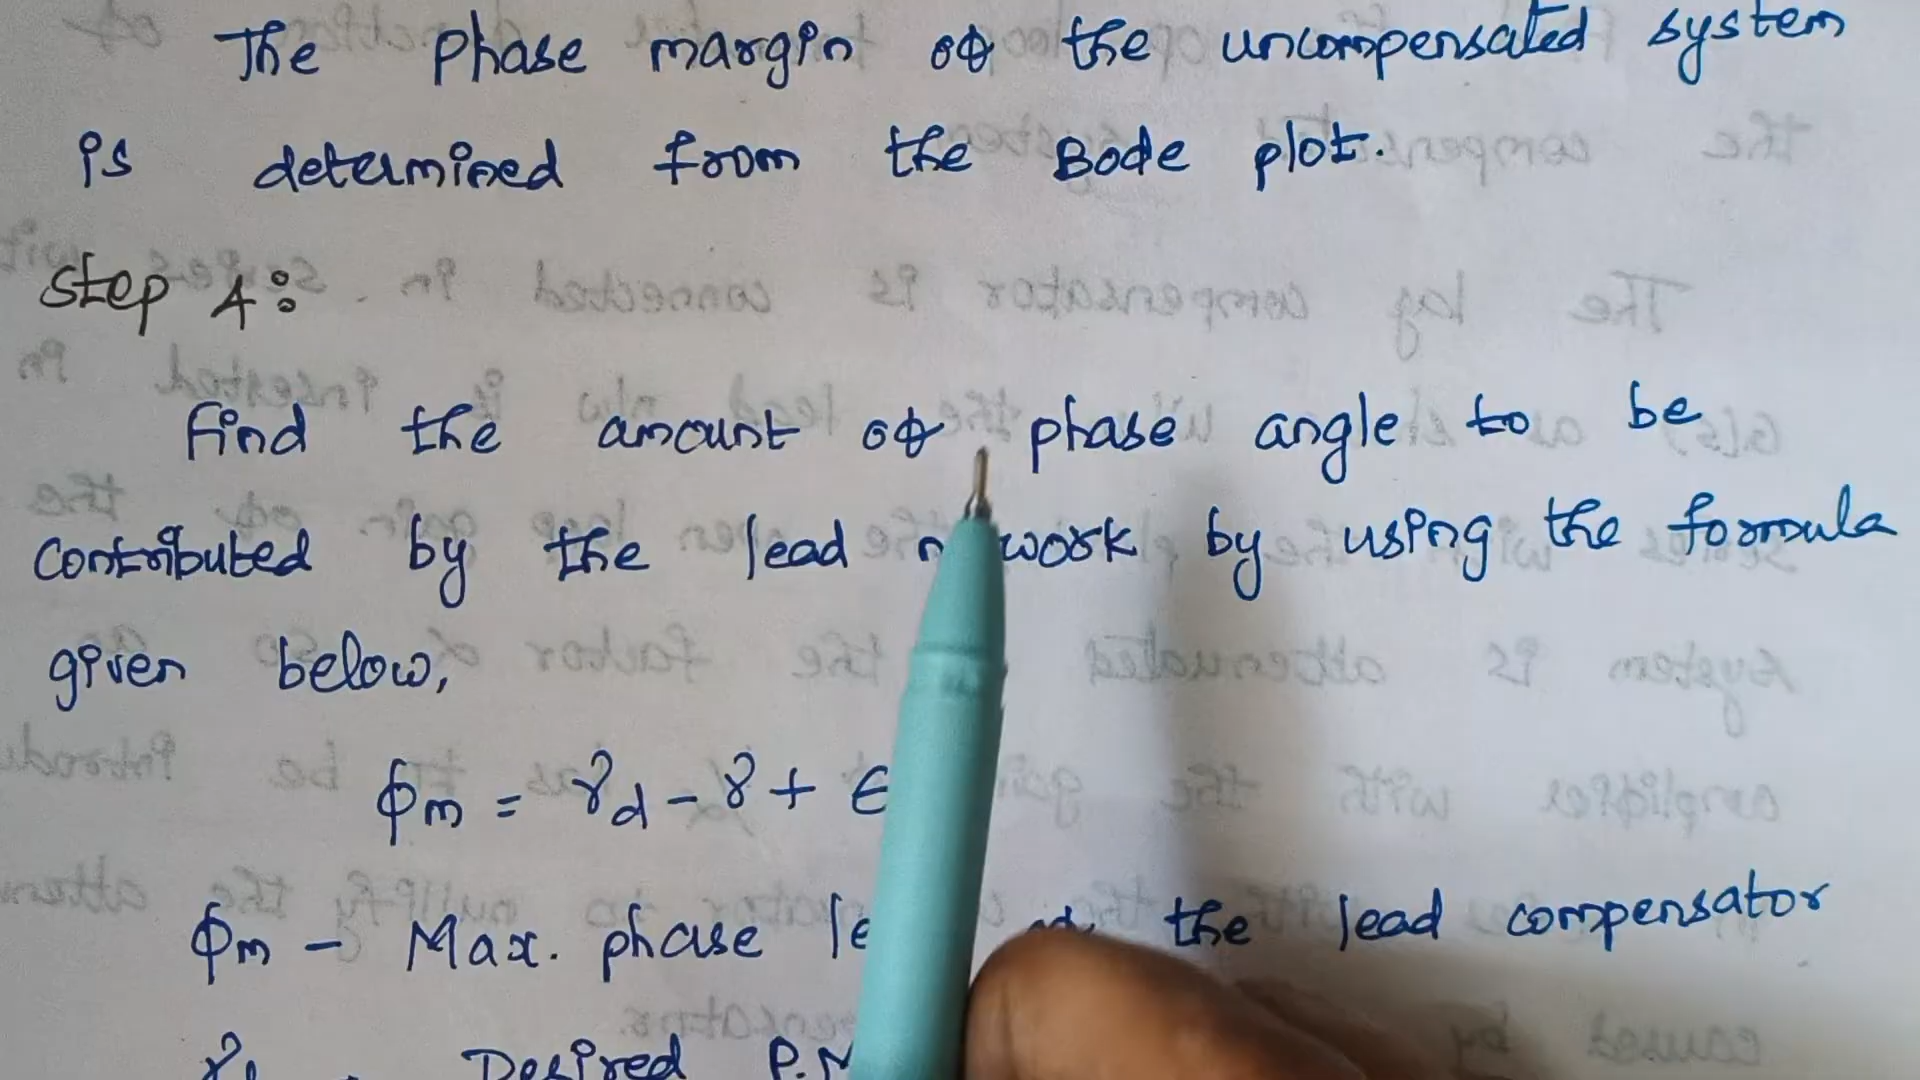 The phase margin of the uncompensated system
is determined from the Bode plot.
Step 4:
Find the amount of phase angle to be
contributed by the lead work by using the formula
given below,
ϕm = γd - γ + ϵ
ϕm - Max. phase the lead compensator
γd - Desired P.M